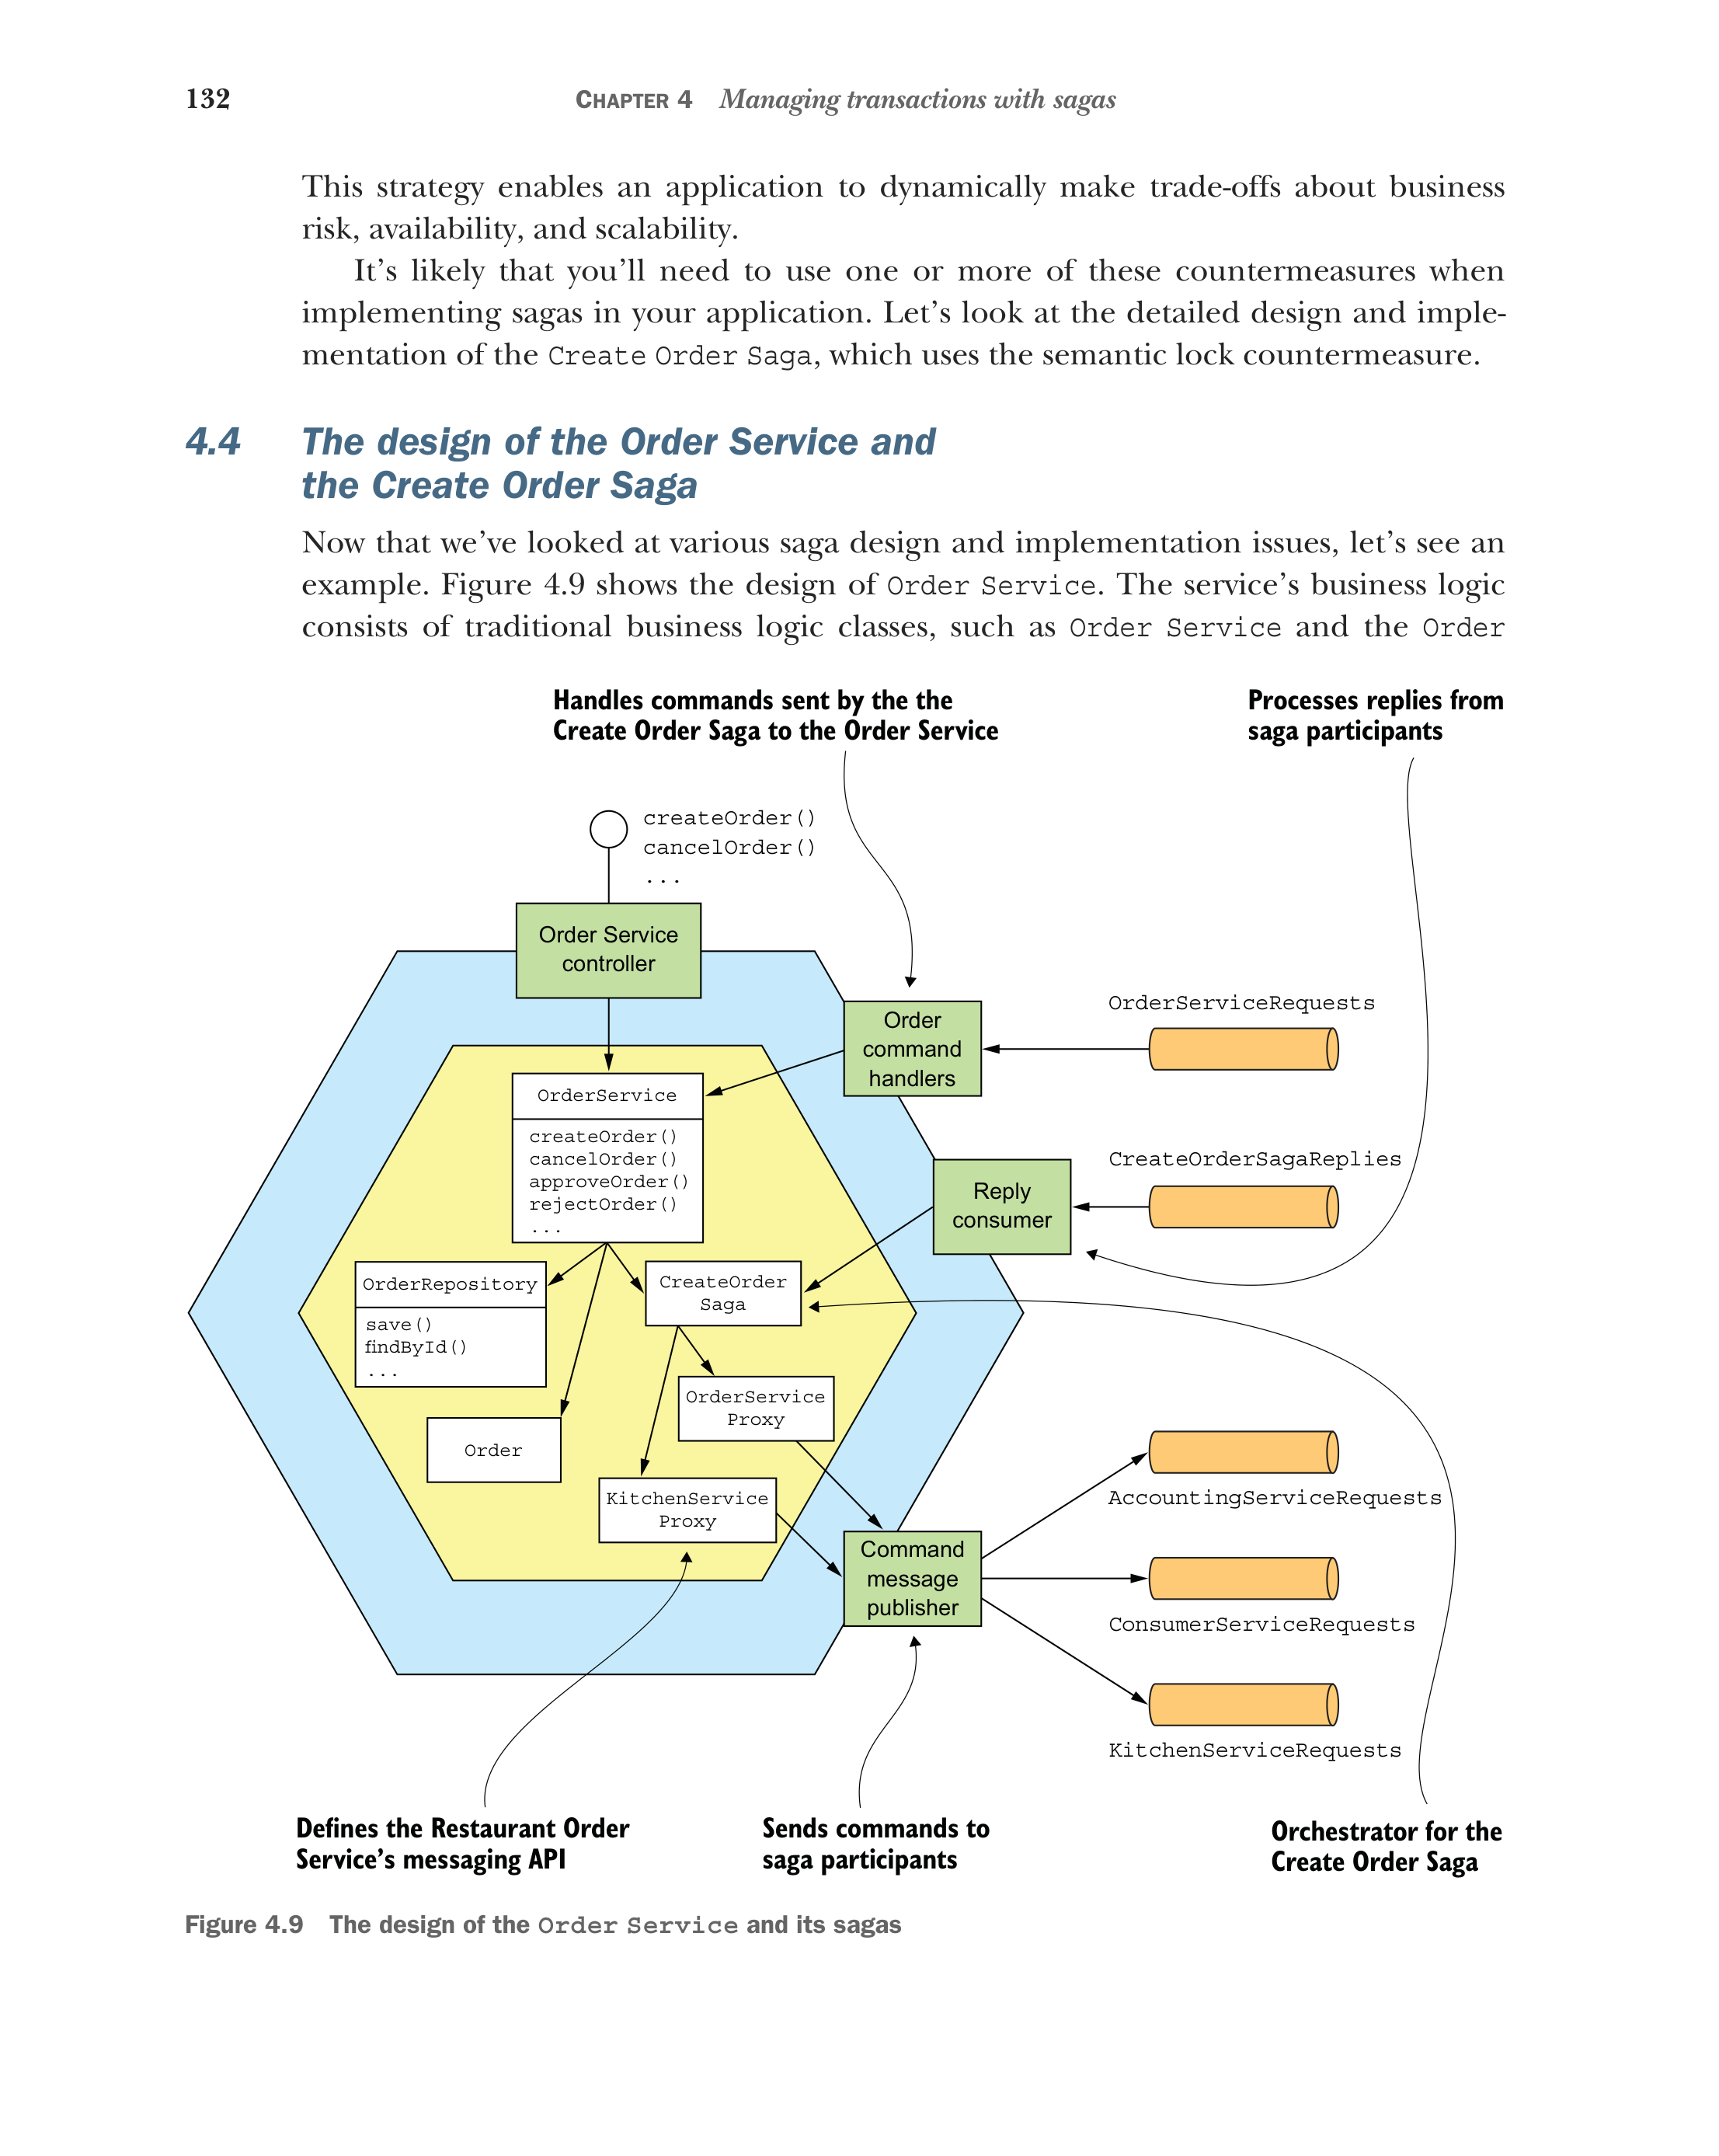 132
CHAPTER 4 Managing transactions with sagas
This strategy enables an application to dynamically make trade-offs about business
risk, availability, and scalability.
It's likely that you'll need to use one or more of these countermeasures when
implementing sagas in your application. Let's look at the detailed design and imple-
mentation of the Create Order Saga, which uses the semantic lock countermeasure.
4.4 The design of the Order Service and
the Create Order Saga
Now that we've looked at various saga design and implementation issues, let's see an
example. Figure 4.9 shows the design of Order Service. The service's business logic
consists of traditional business logic classes, such as Order Service and the Order
Handles commands sent by the the
Create Order Saga to the Order Service
Processes replies from
saga participants
createOrder()
cancelOrder()
...
Order Service
controller
Order
command
handlers
OrderServiceRequests
OrderService
createOrder()
cancelOrder()
approveOrder()
rejectOrder()
...
CreateOrderSagaReplies
Reply
consumer
OrderRepository
save()
findById()
...
CreateOrder
Saga
OrderService
Proxy
Order
KitchenService
Proxy
Command
message
publisher
AccountingServiceRequests
ConsumerServiceRequests
KitchenServiceRequests
Defines the Restaurant Order
Service's messaging API
Sends commands to
saga participants
Orchestrator for the
Create Order Saga
Figure 4.9 The design of the Order Service and its sagas